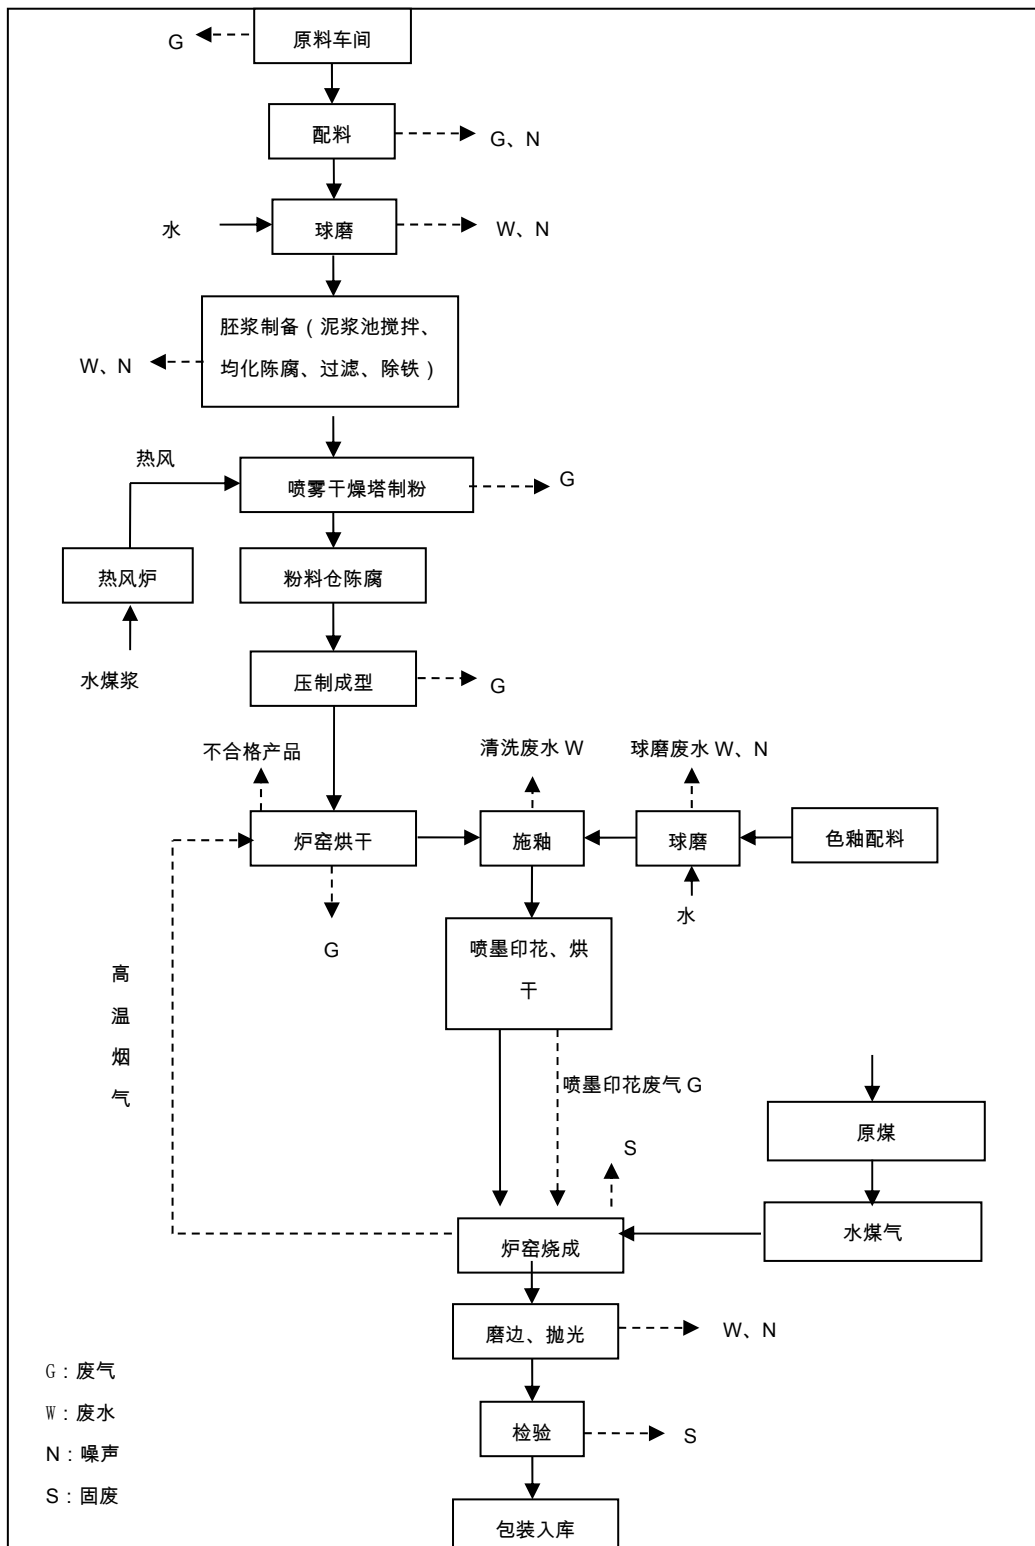 G
原料车间
配料
G、N
水
球磨
W、N
胚浆制备（泥浆池搅拌、
均化陈腐、过滤、除铁）
W、N
热风
喷雾干燥塔制粉
G
热风炉
粉料仓陈腐
水煤浆
压制成型
G
不合格产品
清洗废水 W
球磨废水 W、N
炉窑烘干
施釉
球磨
色釉配料
水
G
喷墨印花、烘
干
高
温
烟
气
喷墨印花废气 G
原煤
S
水煤气
炉窑烧成
磨边、抛光
W、N
G：废气
W：废水
检验
S
N：噪声
S：固废
包装入库